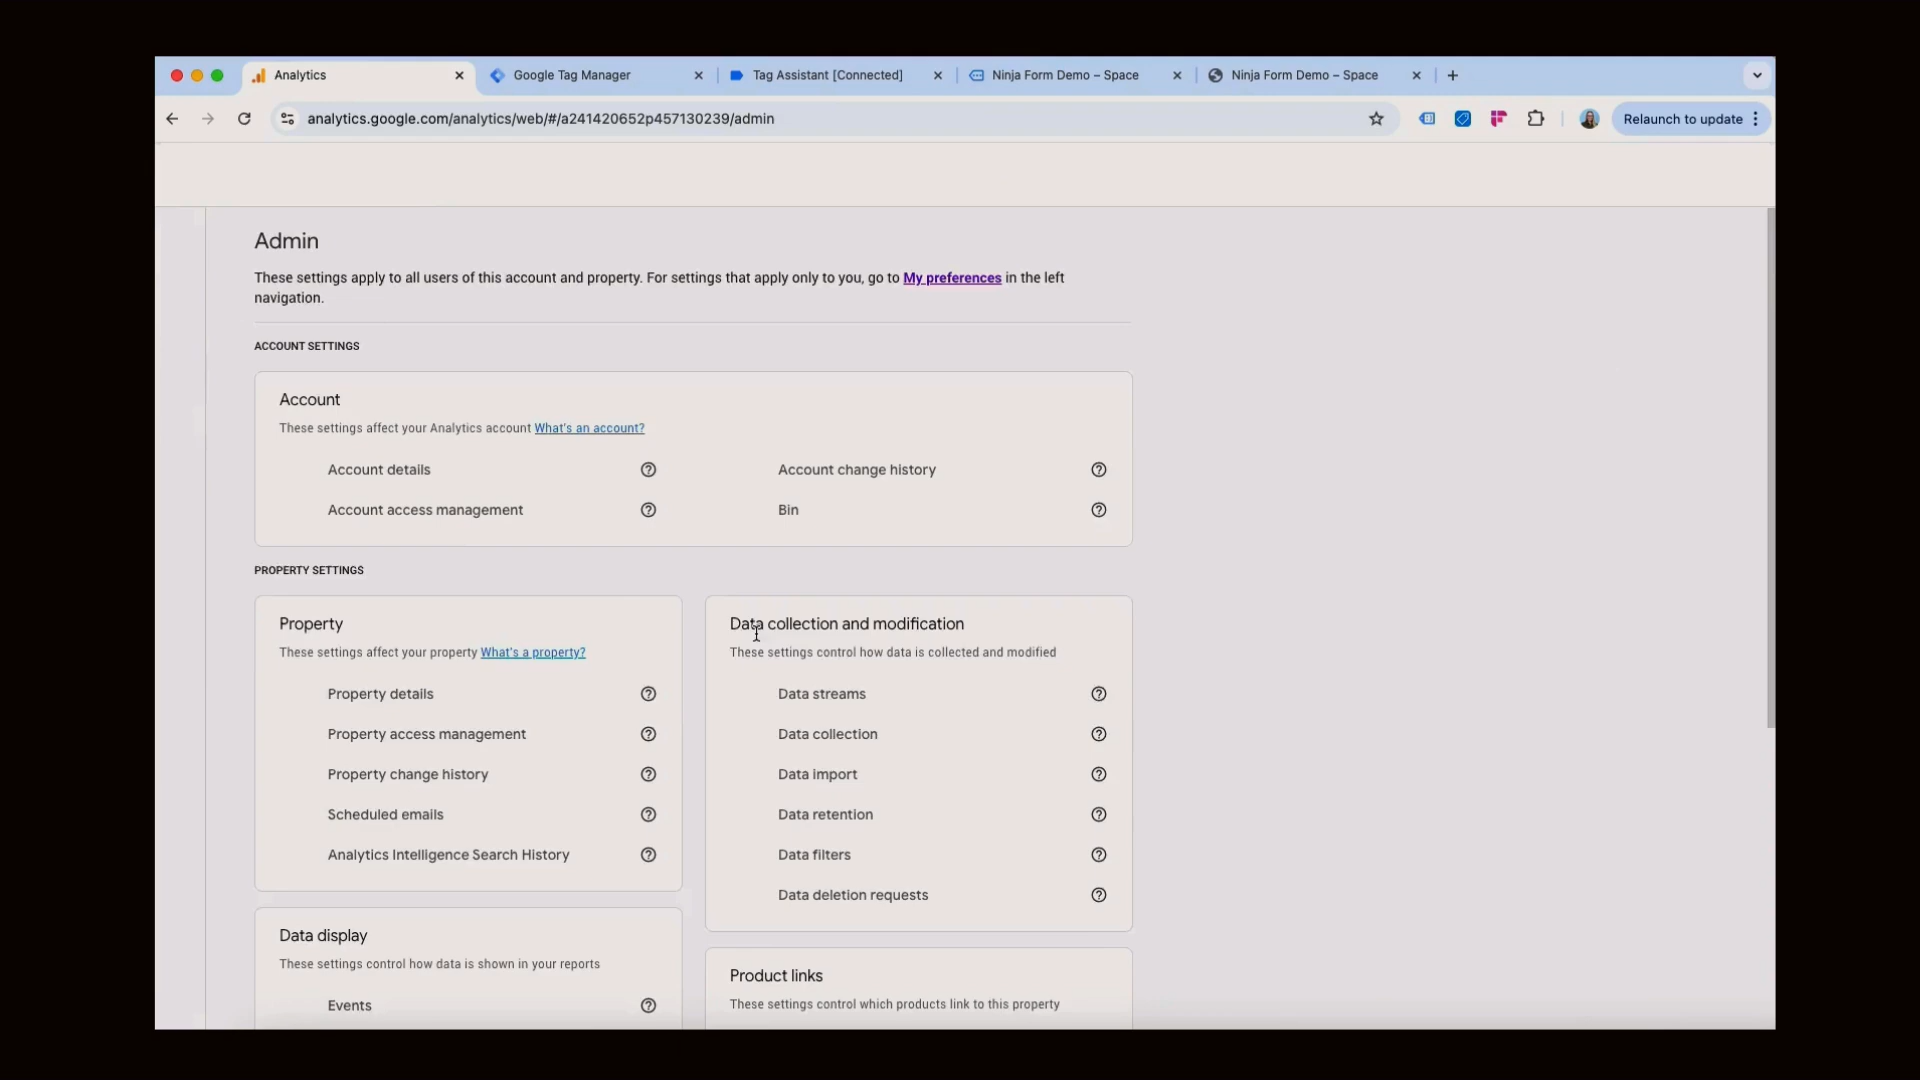 Analytics
Google Tag Manager
Tag Assistant [Connected]
Ninja Form Demo – Space
Ninja Form Demo – Space
analytics.google.com/analytics/web/#/a241420652p457130239/admin
Relaunch to update
Admin
These settings apply to all users of this account and property. For settings that apply only to you, go to My preferences in the left
navigation.
ACCOUNT SETTINGS
Account
These settings affect your Analytics account What's an account?
Account details
Account change history
Account access management
Bin
PROPERTY SETTINGS
Property
These settings affect your property What's a property?
Property details
Property access management
Property change history
Scheduled emails
Analytics Intelligence Search History
Data collection and modification
These settings control how data is collected and modified
Data streams
Data collection
Data import
Data retention
Data filters
Data deletion requests
Data display
These settings control how data is shown in your reports
Events
Product links
These settings control which products link to this property